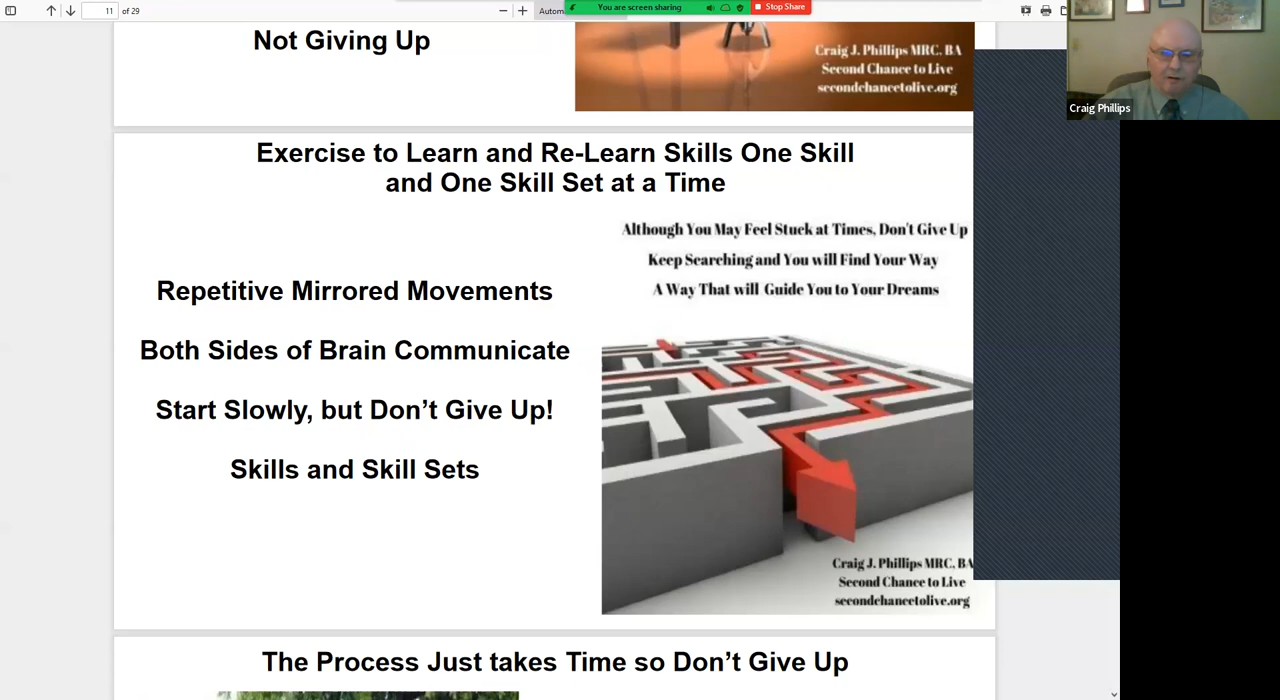 11
of 29
Autom
You are screen sharing
Stop Share
Craig Phillips
Not Giving Up
Craig J. Phillips MRC, BA
Second Chance to Live
secondchancetolive.org
Exercise to Learn and Re-Learn Skills One Skill
and One Skill Set at a Time
Repetitive Mirrored Movements
Both Sides of Brain Communicate
Start Slowly, but Don’t Give Up!
Skills and Skill Sets
Although You May Feel Stuck at Times, Don't Give Up
Keep Searching and You will Find Your Way
A Way That will Guide You to Your Dreams
Craig J. Phillips MRC, BA
Second Chance to Live
secondchancetolive.org
The Process Just takes Time so Don’t Give Up